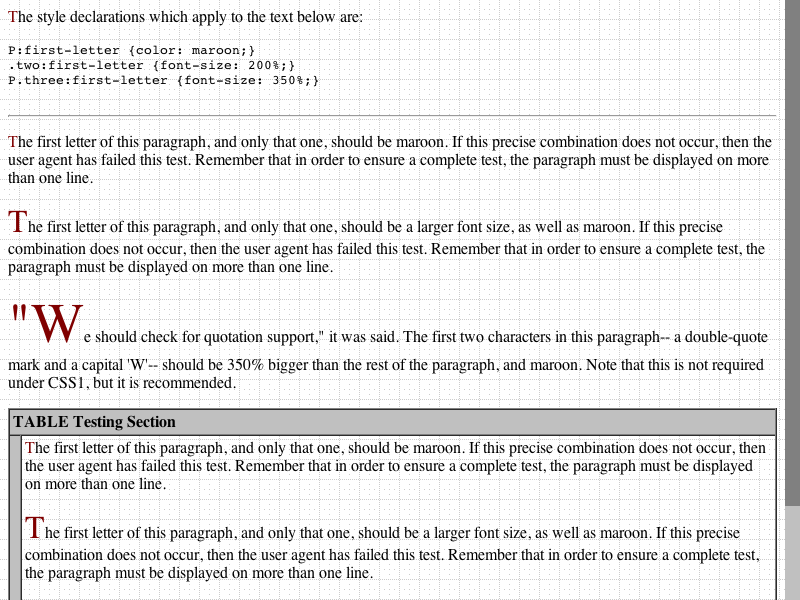 The style declarations which apply to the text below are:
P:first-letter {color: maroon;}
.two:first-letter {font-size: 200%;}
P.three:first-letter {font-size: 350%;}
The first letter of this paragraph, and only that one, should be maroon. If this precise combination does not occur, then the
user agent has failed this test. Remember that in order to ensure a complete test, the paragraph must be displayed on more
than one line.
The first letter of this paragraph, and only that one, should be a larger font size, as well as maroon. If this precise
combination does not occur, then the user agent has failed this test. Remember that in order to ensure a complete test, the
paragraph must be displayed on more than one line.
"We should check for quotation support," it was said. The first two characters in this paragraph-- a double-quote
mark and a capital 'W'-- should be 350% bigger than the rest of the paragraph, and maroon. Note that this is not required
under CSS1, but it is recommended.
TABLE Testing Section
The first letter of this paragraph, and only that one, should be maroon. If this precise combination does not occur, then
the user agent has failed this test. Remember that in order to ensure a complete test, the paragraph must be displayed
on more than one line.
The first letter of this paragraph, and only that one, should be a larger font size, as well as maroon. If this precise
combination does not occur, then the user agent has failed this test. Remember that in order to ensure a complete test,
the paragraph must be displayed on more than one line.